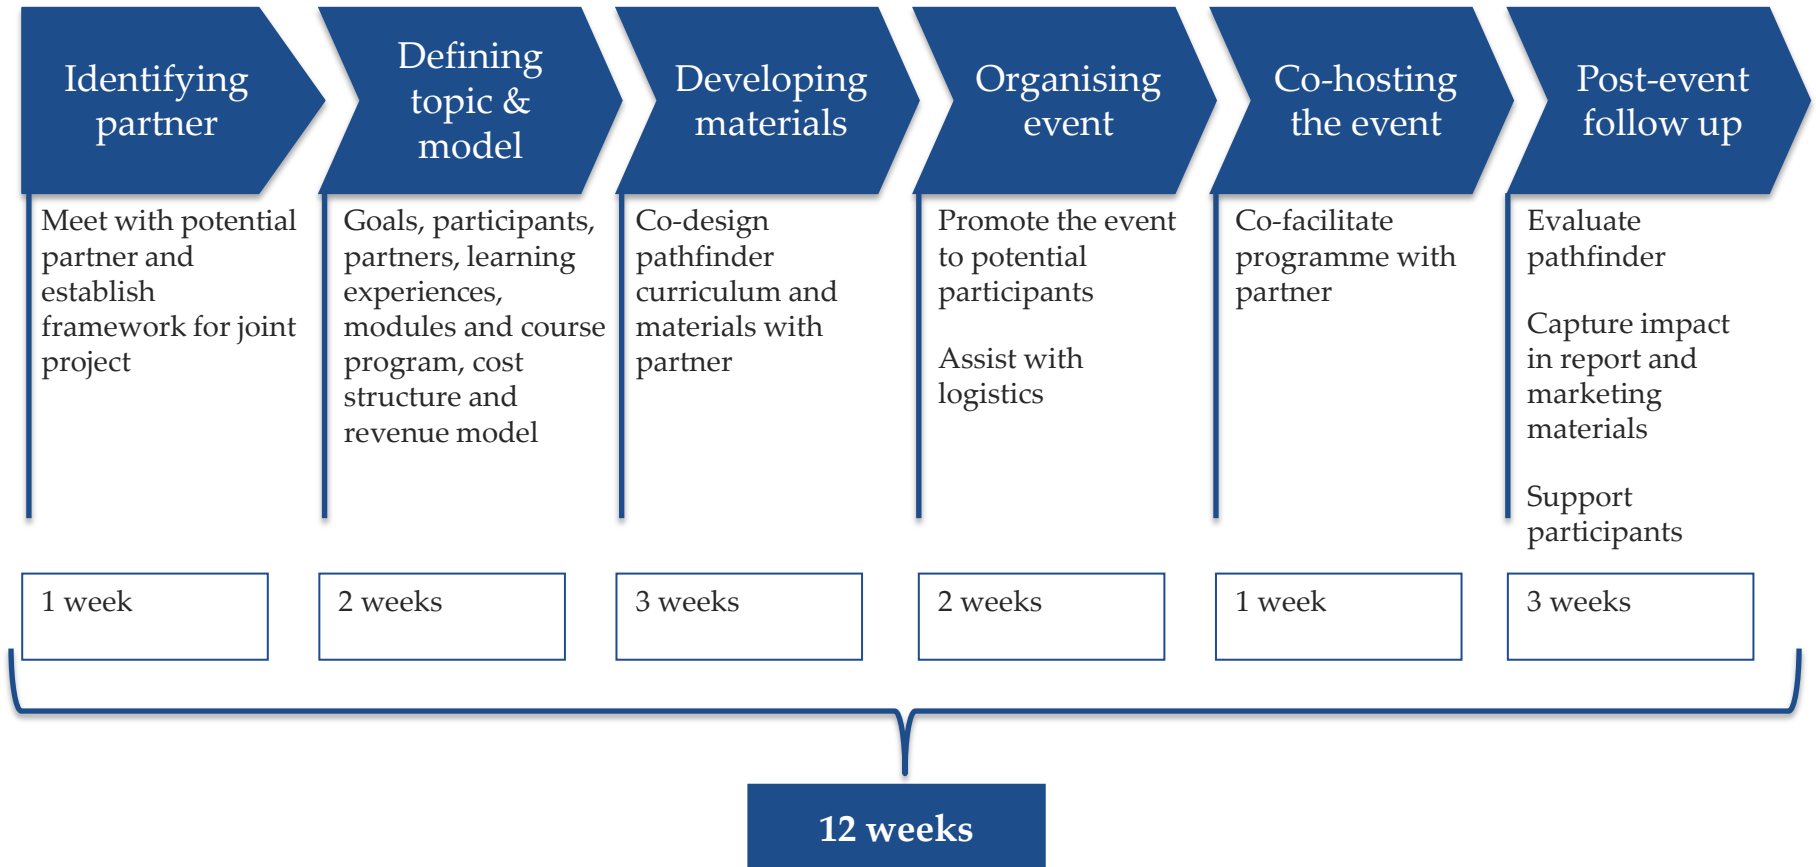 Identifying
partner
Defining
topic &
model
Developing
materials
Organising
event
Co-hosting
the event
Post-event
follow up
Meet with potential
partner and
establish
framework for joint
project
Goals, participants,
partners, learning
experiences,
modules and course
program, cost
structure and
revenue model
Co-design
pathfinder
curriculum and
materials with
partner
Promote the event
to potential
participants
Assist with
logistics
Co-facilitate
programme with
partner
Evaluate
pathfinder
Capture impact
in report and
marketing
materials
Support
participants
1 week
2 weeks
3 weeks
2 weeks
1 week
3 weeks
12 weeks